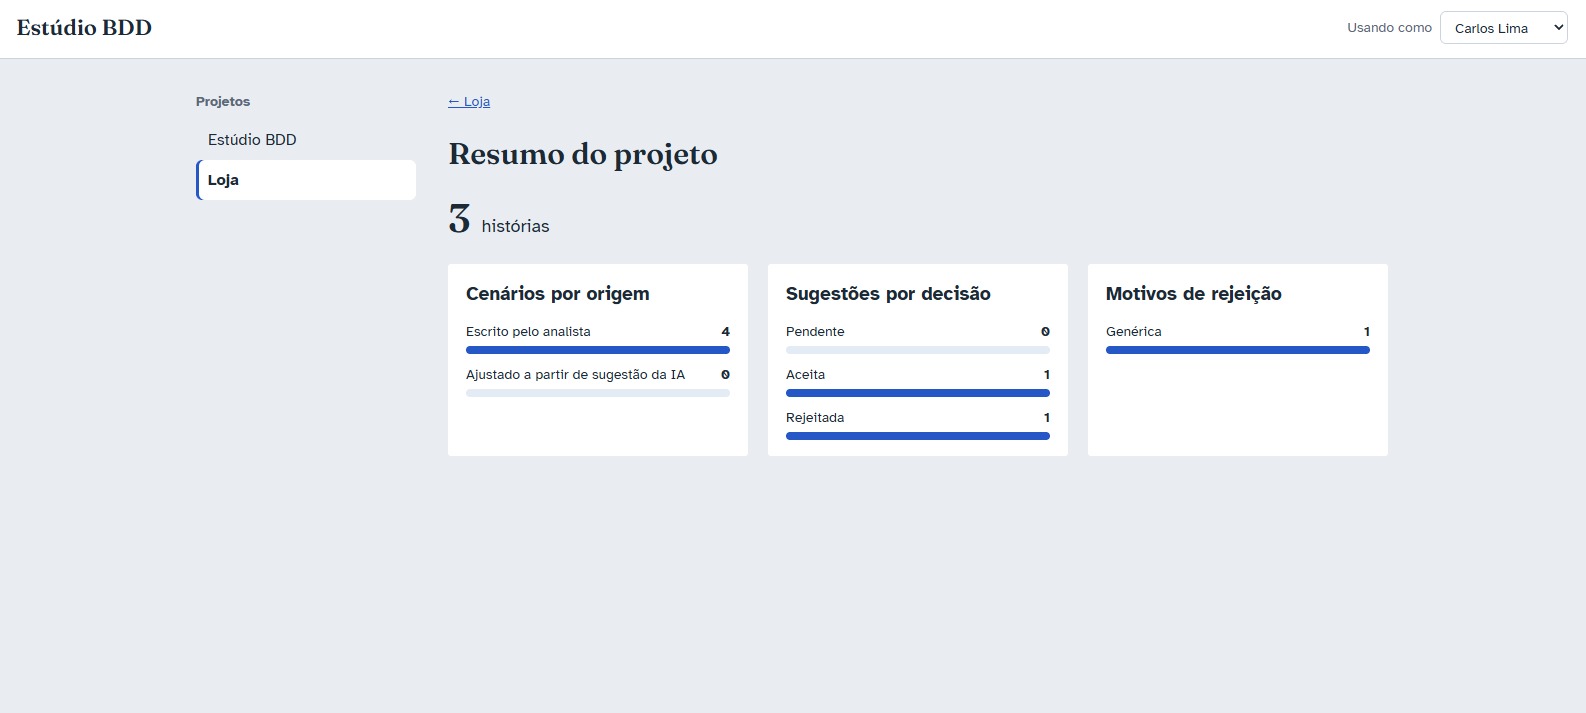 Estúdio BDD
Usando como Carlos Lima
Projetos
Estúdio BDD
Loja
← Loja
Resumo do projeto
3 histórias
Cenários por origem
Escrito pelo analista 4
Ajustado a partir de sugestão da IA 0
Sugestões por decisão
Pendente 0
Aceita 1
Rejeitada 1
Motivos de rejeição
Genérica 1